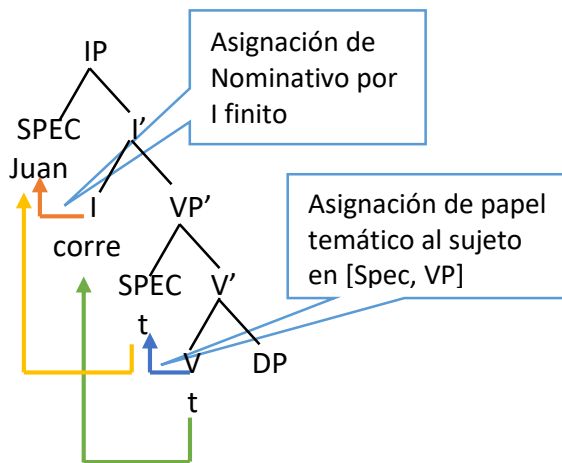 Asignación de
Nominativo por
I finito
IP
SPEC I’
Juan
I VP’
corre
Asignación de papel
temático al sujeto
en [Spec, VP]
SPEC V’
t
V DP
t